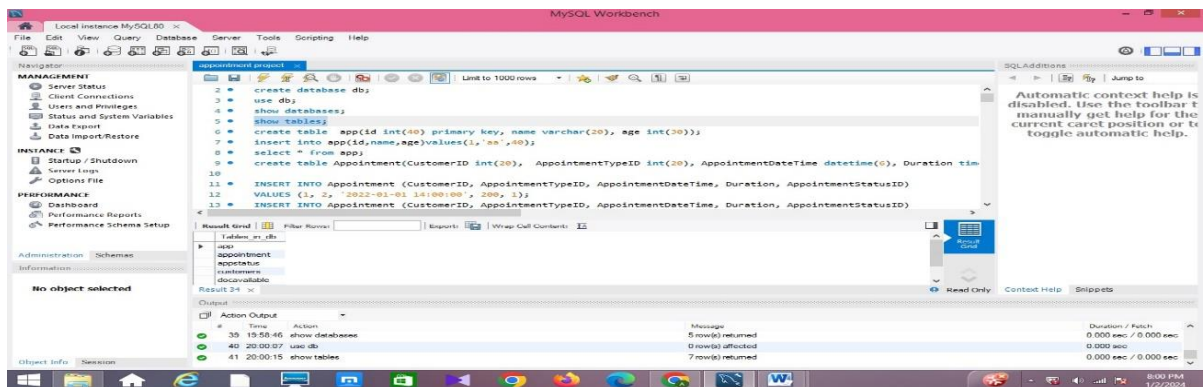 MySQL Workbench
Local instance MySQL80
File Edit View Query Database Server Tools Scripting Help
Navigator
MANAGEMENT
Server Status
Client Connections
Users and Privileges
Status and System Variables
Data Export
Data Import/Restore
INSTANCE
Startup / Shutdown
Server Logs
Options File
PERFORMANCE
Dashboard
Performance Reports
Performance Schema Setup
Administration Schemas
Information
No object selected
Object Info Session
appointment project
Limit to 1000 rows
2 create database db;
3 use db;
4 show databases;
5 show tables;
6 create table app(id int(40) primary key, name varchar(20), age int(30));
7 insert into app(id,name,age)values(1,'aa',40);
8 select * from app;
9 create table Appointment(CustomerID int(20), AppointmentTypeID int(20), AppointmentDateTime datetime(6), Duration tim
10
11 INSERT INTO Appointment (CustomerID, AppointmentTypeID, AppointmentDateTime, Duration, AppointmentStatusID)
12 VALUES (1, 2, '2022-01-01 14:00:00', 200, 1);
13 INSERT INTO Appointment (CustomerID, AppointmentTypeID, AppointmentDateTime, Duration, AppointmentStatusID)
Result Grid Filter Rows: Export: Wrap Cell Content:
Tables_in_db
app
appointment
appstatus
customers
docavailable
Result Grid
Result 34 Read Only
Output
Action Output
# Time Action Message Duration / Fetch
39 19:58:46 show databases 5 row(s) returned 0.000 sec / 0.000 sec
40 20:00:07 use db 0 row(s) affected 0.000 sec
41 20:00:15 show tables 7 row(s) returned 0.000 sec / 0.000 sec
SQLAdditions
Jump to
Automatic context help is
disabled. Use the toolbar t
manually get help for the
current caret position or to
toggle automatic help.
Context Help Snippets
8:00 PM
1/2/2024